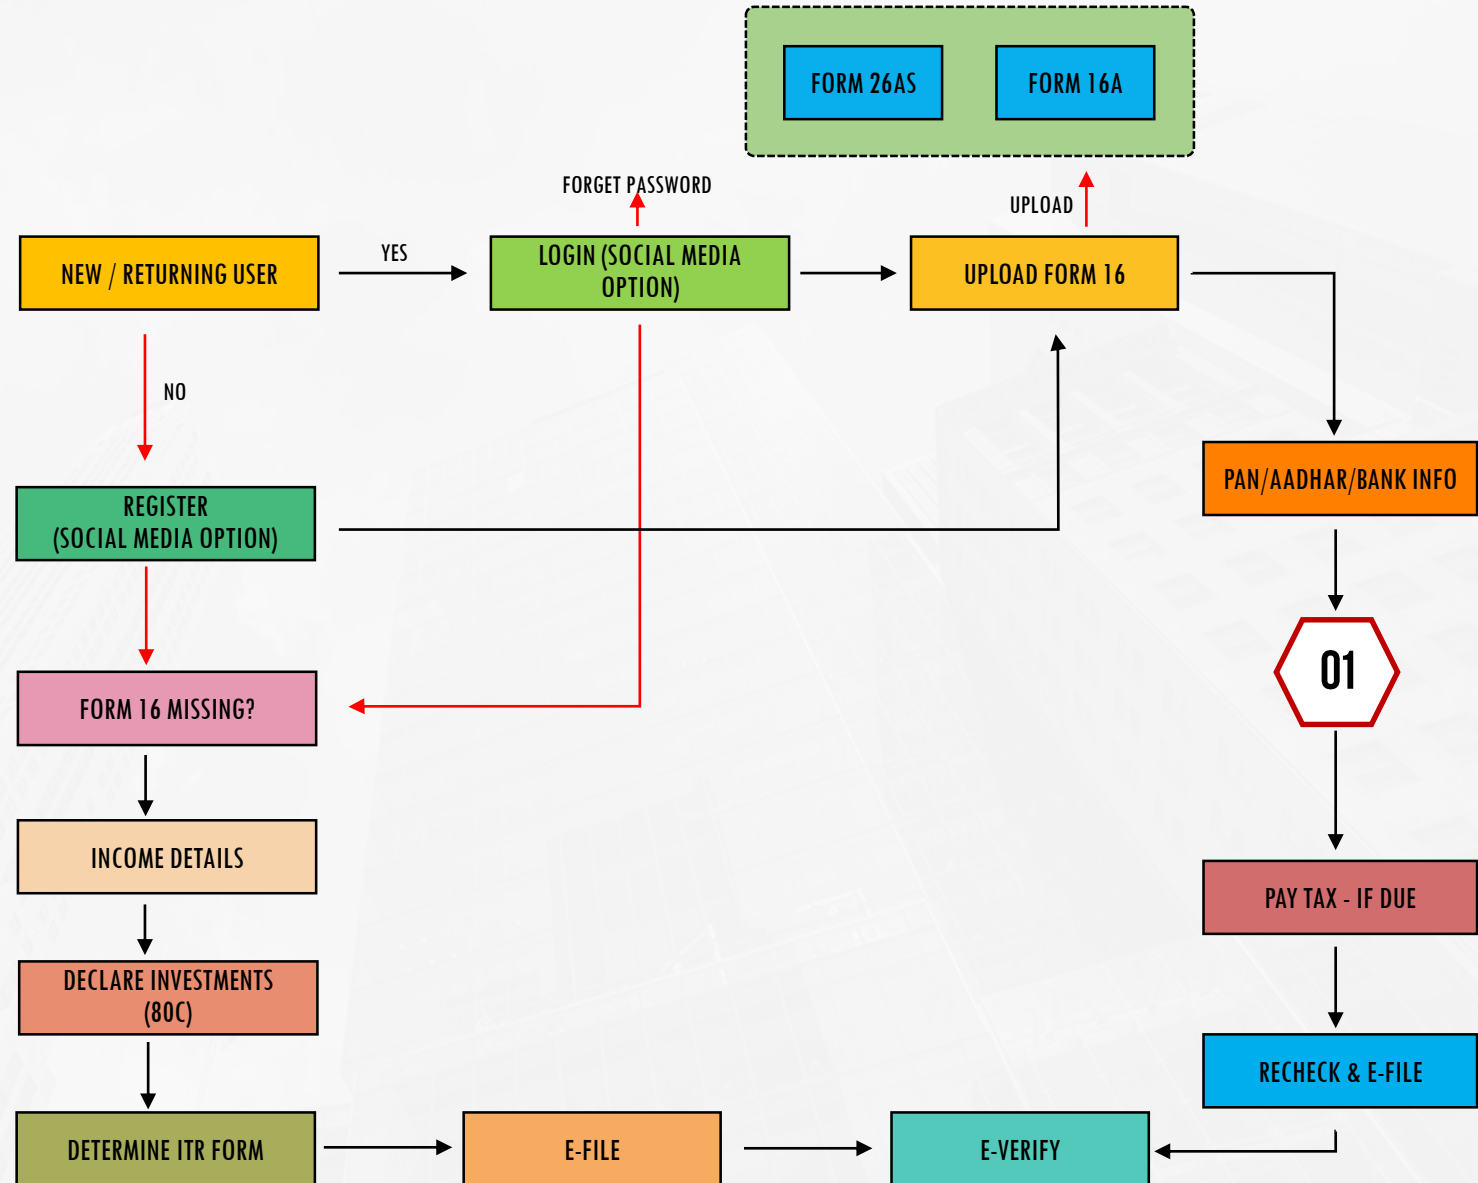 FORM 26AS
FORM 16A
FORGET PASSWORD
UPLOAD
NEW / RETURNING USER
YES
LOGIN (SOCIAL MEDIA
OPTION)
UPLOAD FORM 16
NO
PAN/AADHAR/BANK INFO
REGISTER
(SOCIAL MEDIA OPTION)
01
FORM 16 MISSING?
INCOME DETAILS
PAY TAX - IF DUE
DECLARE INVESTMENTS
(80C)
RECHECK & E-FILE
DETERMINE ITR FORM
E-FILE
E-VERIFY